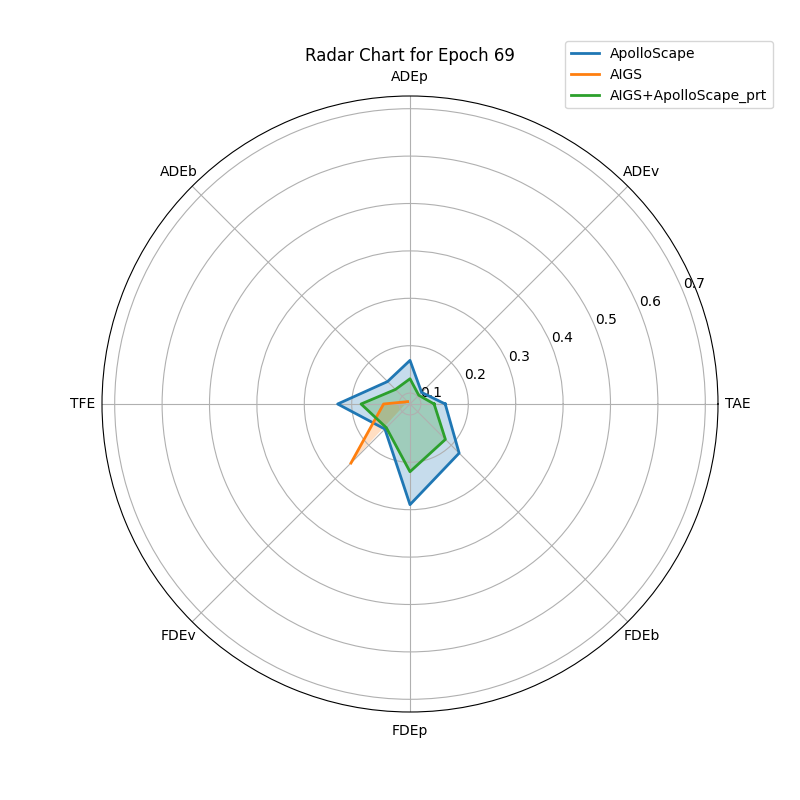 Radar Chart for Epoch 69
ApolloScape
AIGS
AIGS+ApolloScape_prt
ADEp
ADEb
ADEv
0.7
0.6
0.5
0.4
0.3
0.2
0.1
TFE
TAE
FDEv
FDEb
FDEp